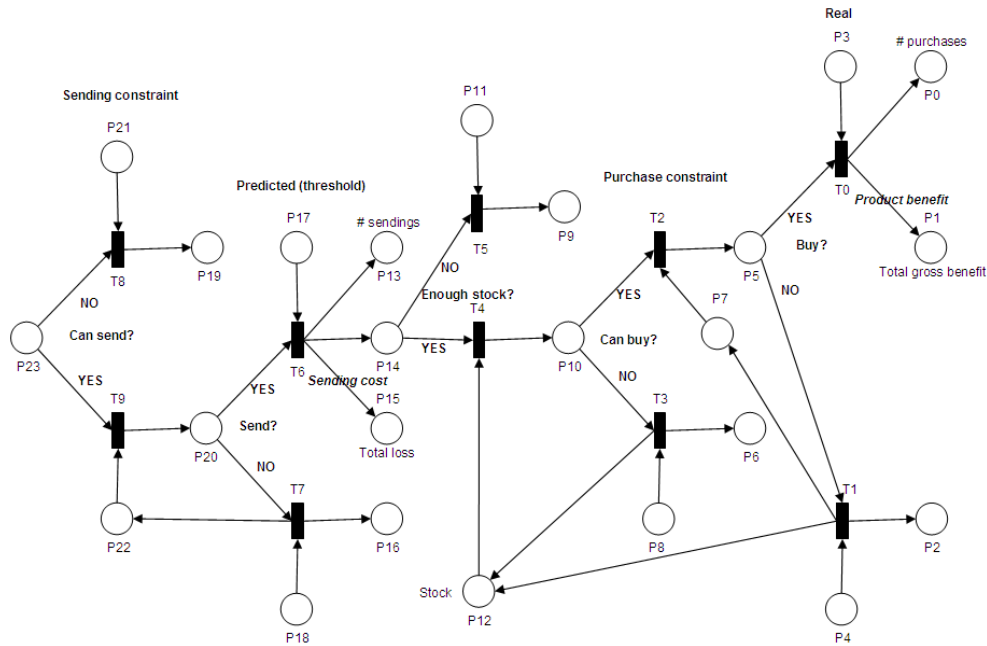 Real
P3
# purchases
P0
T0
Product benefit
P1
Total gross benefit
YES
Buy?
NO
P11
T5
P9
NO
Enough stock?
T4
YES
Sending constraint
P21
T8
P19
NO
Can send?
P23
YES
T9
P20
P22
Predicted (threshold)
P17
# sendings
P13
T6
P14
Sending cost
P15
Total loss
YES
Send?
NO
T7
P16
P18
Purchase constraint
T2
P5
YES
P7
P10
Can buy?
NO
T3
P6
P8
Stock
P12
T1
P2
P4